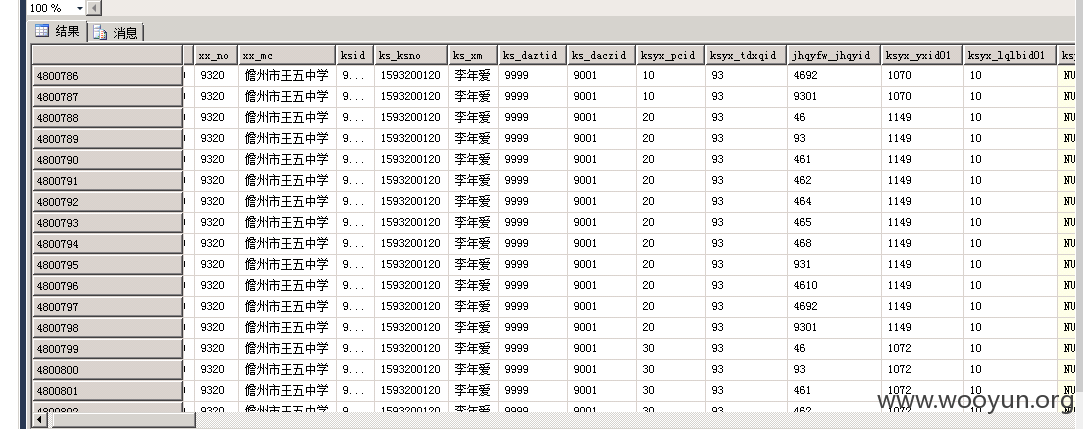 100 %
结果 消息
xx_no xx_mc ksid ks_ksno ks_xm ks_daztid ks_daczid ksyx_pcid ksyx_tdxqid jhqyfw_jhqyid ksyx_yxid01 ksyx_lqlbid01
4800786 9320 儋州市王五中学 9... 1593200120 李年爱 9999 9001 10 93 4692 1070 10 NU
4800787 9320 儋州市王五中学 9... 1593200120 李年爱 9999 9001 10 93 9301 1070 10 NU
4800788 9320 儋州市王五中学 9... 1593200120 李年爱 9999 9001 20 93 46 1149 10 NU
4800789 9320 儋州市王五中学 9... 1593200120 李年爱 9999 9001 20 93 93 1149 10 NU
4800790 9320 儋州市王五中学 9... 1593200120 李年爱 9999 9001 20 93 461 1149 10 NU
4800791 9320 儋州市王五中学 9... 1593200120 李年爱 9999 9001 20 93 462 1149 10 NU
4800792 9320 儋州市王五中学 9... 1593200120 李年爱 9999 9001 20 93 464 1149 10 NU
4800793 9320 儋州市王五中学 9... 1593200120 李年爱 9999 9001 20 93 465 1149 10 NU
4800794 9320 儋州市王五中学 9... 1593200120 李年爱 9999 9001 20 93 468 1149 10 NU
4800795 9320 儋州市王五中学 9... 1593200120 李年爱 9999 9001 20 93 931 1149 10 NU
4800796 9320 儋州市王五中学 9... 1593200120 李年爱 9999 9001 20 93 4610 1149 10 NU
4800797 9320 儋州市王五中学 9... 1593200120 李年爱 9999 9001 20 93 4692 1149 10 NU
4800798 9320 儋州市王五中学 9... 1593200120 李年爱 9999 9001 20 93 9301 1149 10 NU
4800799 9320 儋州市王五中学 9... 1593200120 李年爱 9999 9001 30 93 46 1072 10 NU
4800800 9320 儋州市王五中学 9... 1593200120 李年爱 9999 9001 30 93 93 1072 10 NU
4800801 9320 儋州市王五中学 9... 1593200120 李年爱 9999 9001 30 93 461 1072 10 NU
4800802 9320 儋州市王五中学 9... 1593200120 李年爱 9999 9001 30 93 462 1072 10 NU
www.wooyun.org